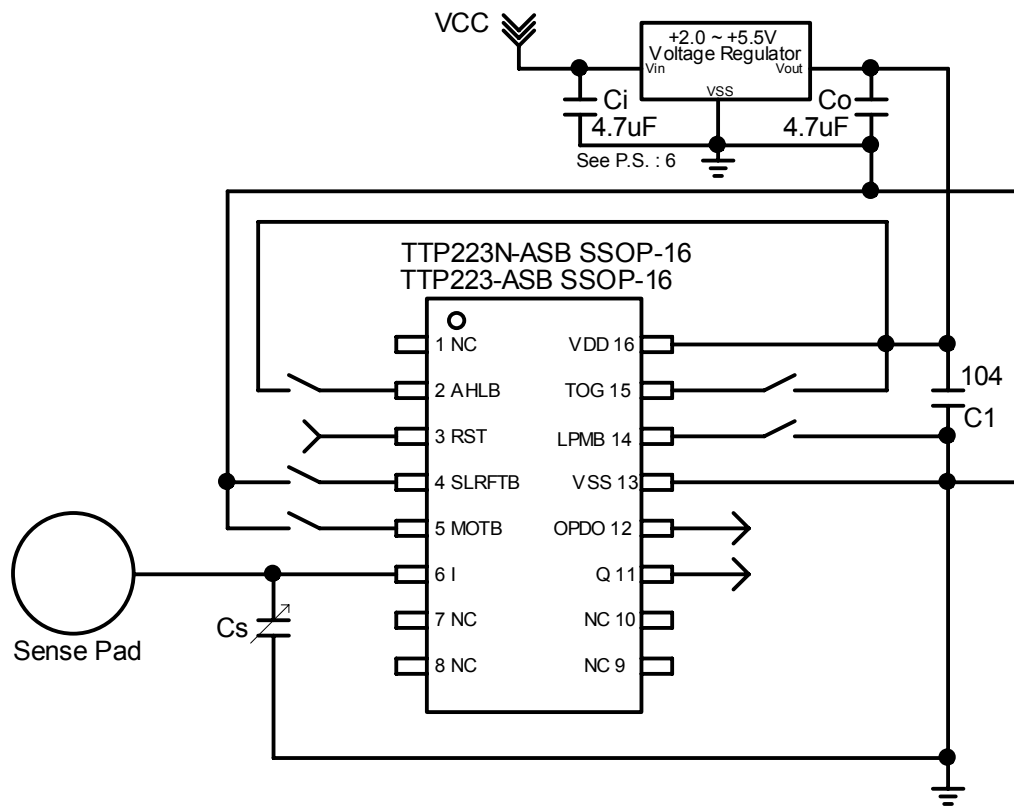 VCC
+2.0 ~ +5.5V
Voltage Regulator
Vin
Vout
VSS
Ci
4.7uF
Co
4.7uF
See P.S. : 6
TTP223N-ASB SSOP-16
TTP223-ASB SSOP-16
1 NC
VDD 16
2 AHLB
TOG 15
104
C1
3 RST
LPMB 14
4 SLRFTB
VSS 13
5 MOTB
OPDO 12
6 I
Q 11
Cs
7 NC
NC 10
Sense Pad
8 NC
NC 9